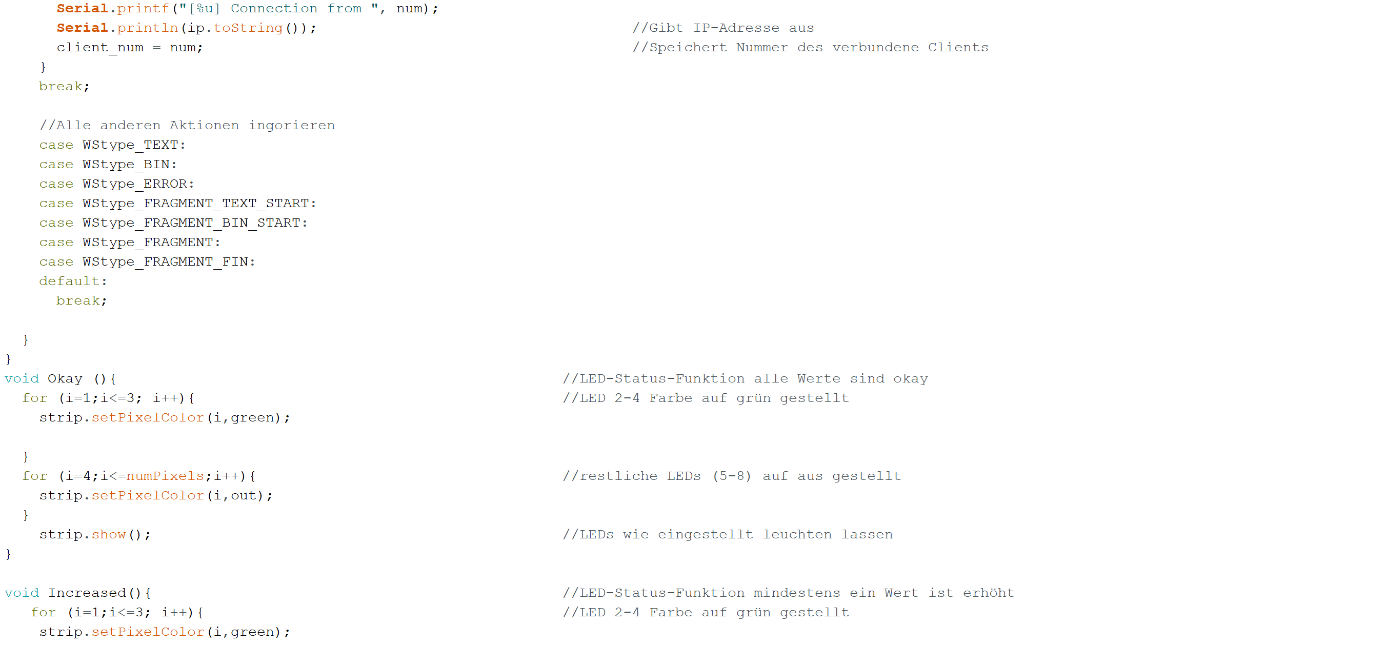 Serial.printf("[%u] Connection from ", num);
Serial.println(ip.toString()); //Gibt IP-Adresse aus
client_num = num; //Speichert Nummer des verbundene Clients
}
break;
//Alle anderen Aktionen ingorieren
case WStype_TEXT:
case WStype_BIN:
case WStype_ERROR:
case WStype_FRAGMENT_TEXT_START:
case WStype_FRAGMENT_BIN_START:
case WStype_FRAGMENT:
case WStype_FRAGMENT_FIN:
default:
break;
}
}
void Okay (){ //LED-Status-Funktion alle Werte sind okay
for (i=1;i<=3; i++){ //LED 2-4 Farbe auf grün gestellt
strip.setPixelColor(i,green);
}
for (i=4;i<=numPixels;i++){ //restliche LEDs (5-8) auf aus gestellt
strip.setPixelColor(i,out);
}
strip.show(); //LEDs wie eingestellt leuchten lassen
}
void Increased(){ //LED-Status-Funktion mindestens ein Wert ist erhöht
for (i=1;i<=3; i++){ //LED 2-4 Farbe auf grün gestellt
strip.setPixelColor(i,green);